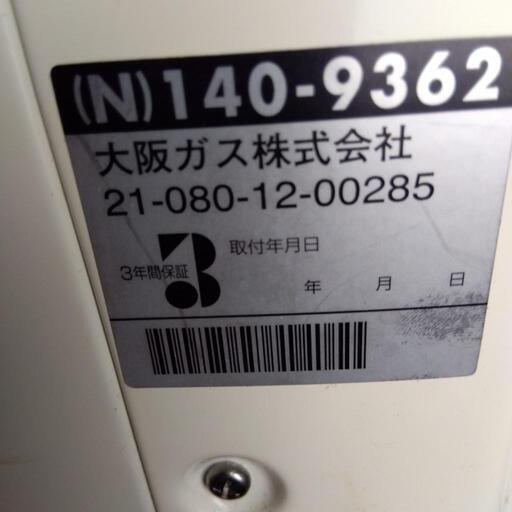 (N)140-9362
大阪ガス株式会社
21-080-12-00285
3年間保証 3 取付年月日
年 月 日